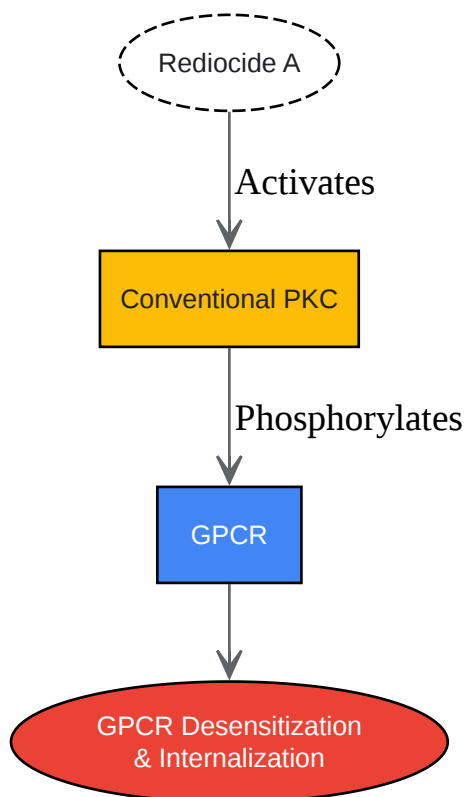 Rediocide A
Activates
Conventional PKC
Phosphorylates
GPCR
GPCR Desensitization
& Internalization